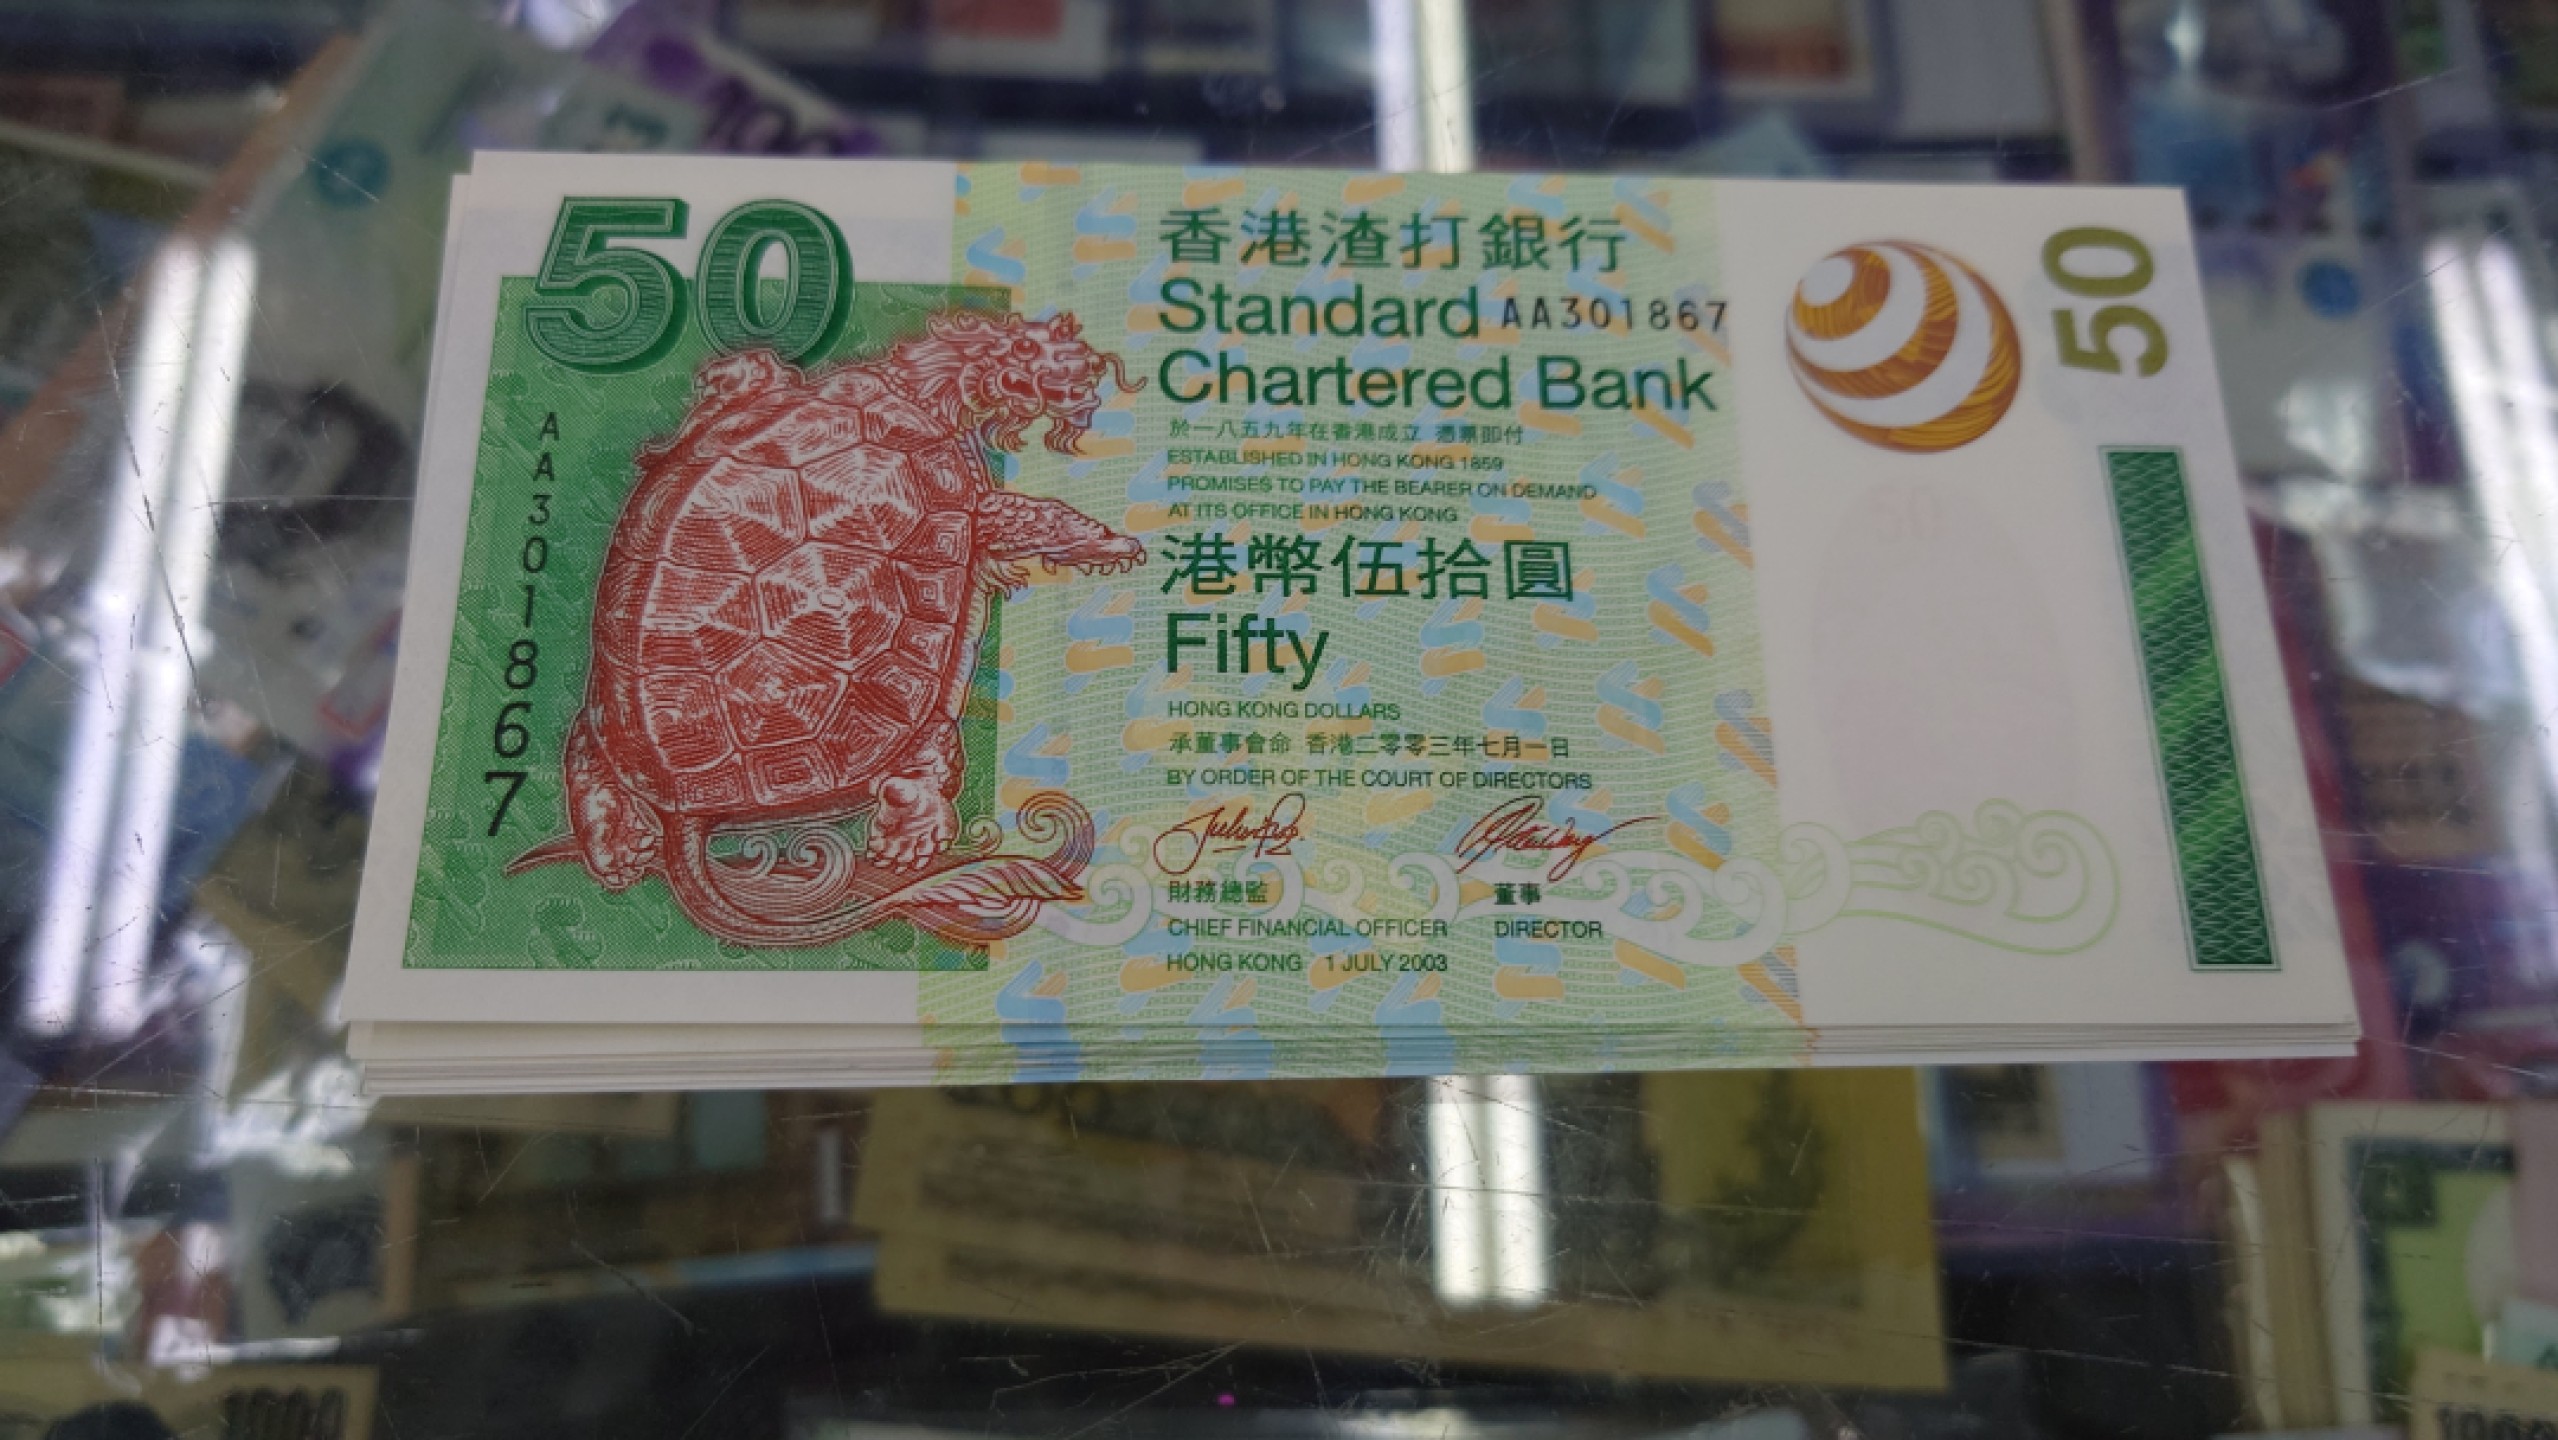 50
香港渣打銀行
Standard AA301867
Chartered Bank
於一八五九年在香港成立 憑票即付
ESTABLISHED IN HONG KONG 1859
PROMISES TO PAY THE BEARER ON DEMAND
AT ITS OFFICE IN HONG KONG
港幣伍拾圓
Fifty
HONG KONG DOLLARS
承董事會命 香港二零零三年七月一日
BY ORDER OF THE COURT OF DIRECTORS
財務總監 董事
CHIEF FINANCIAL OFFICER DIRECTOR
HONG KONG 1 JULY 2003
AA301867
50
100
1000